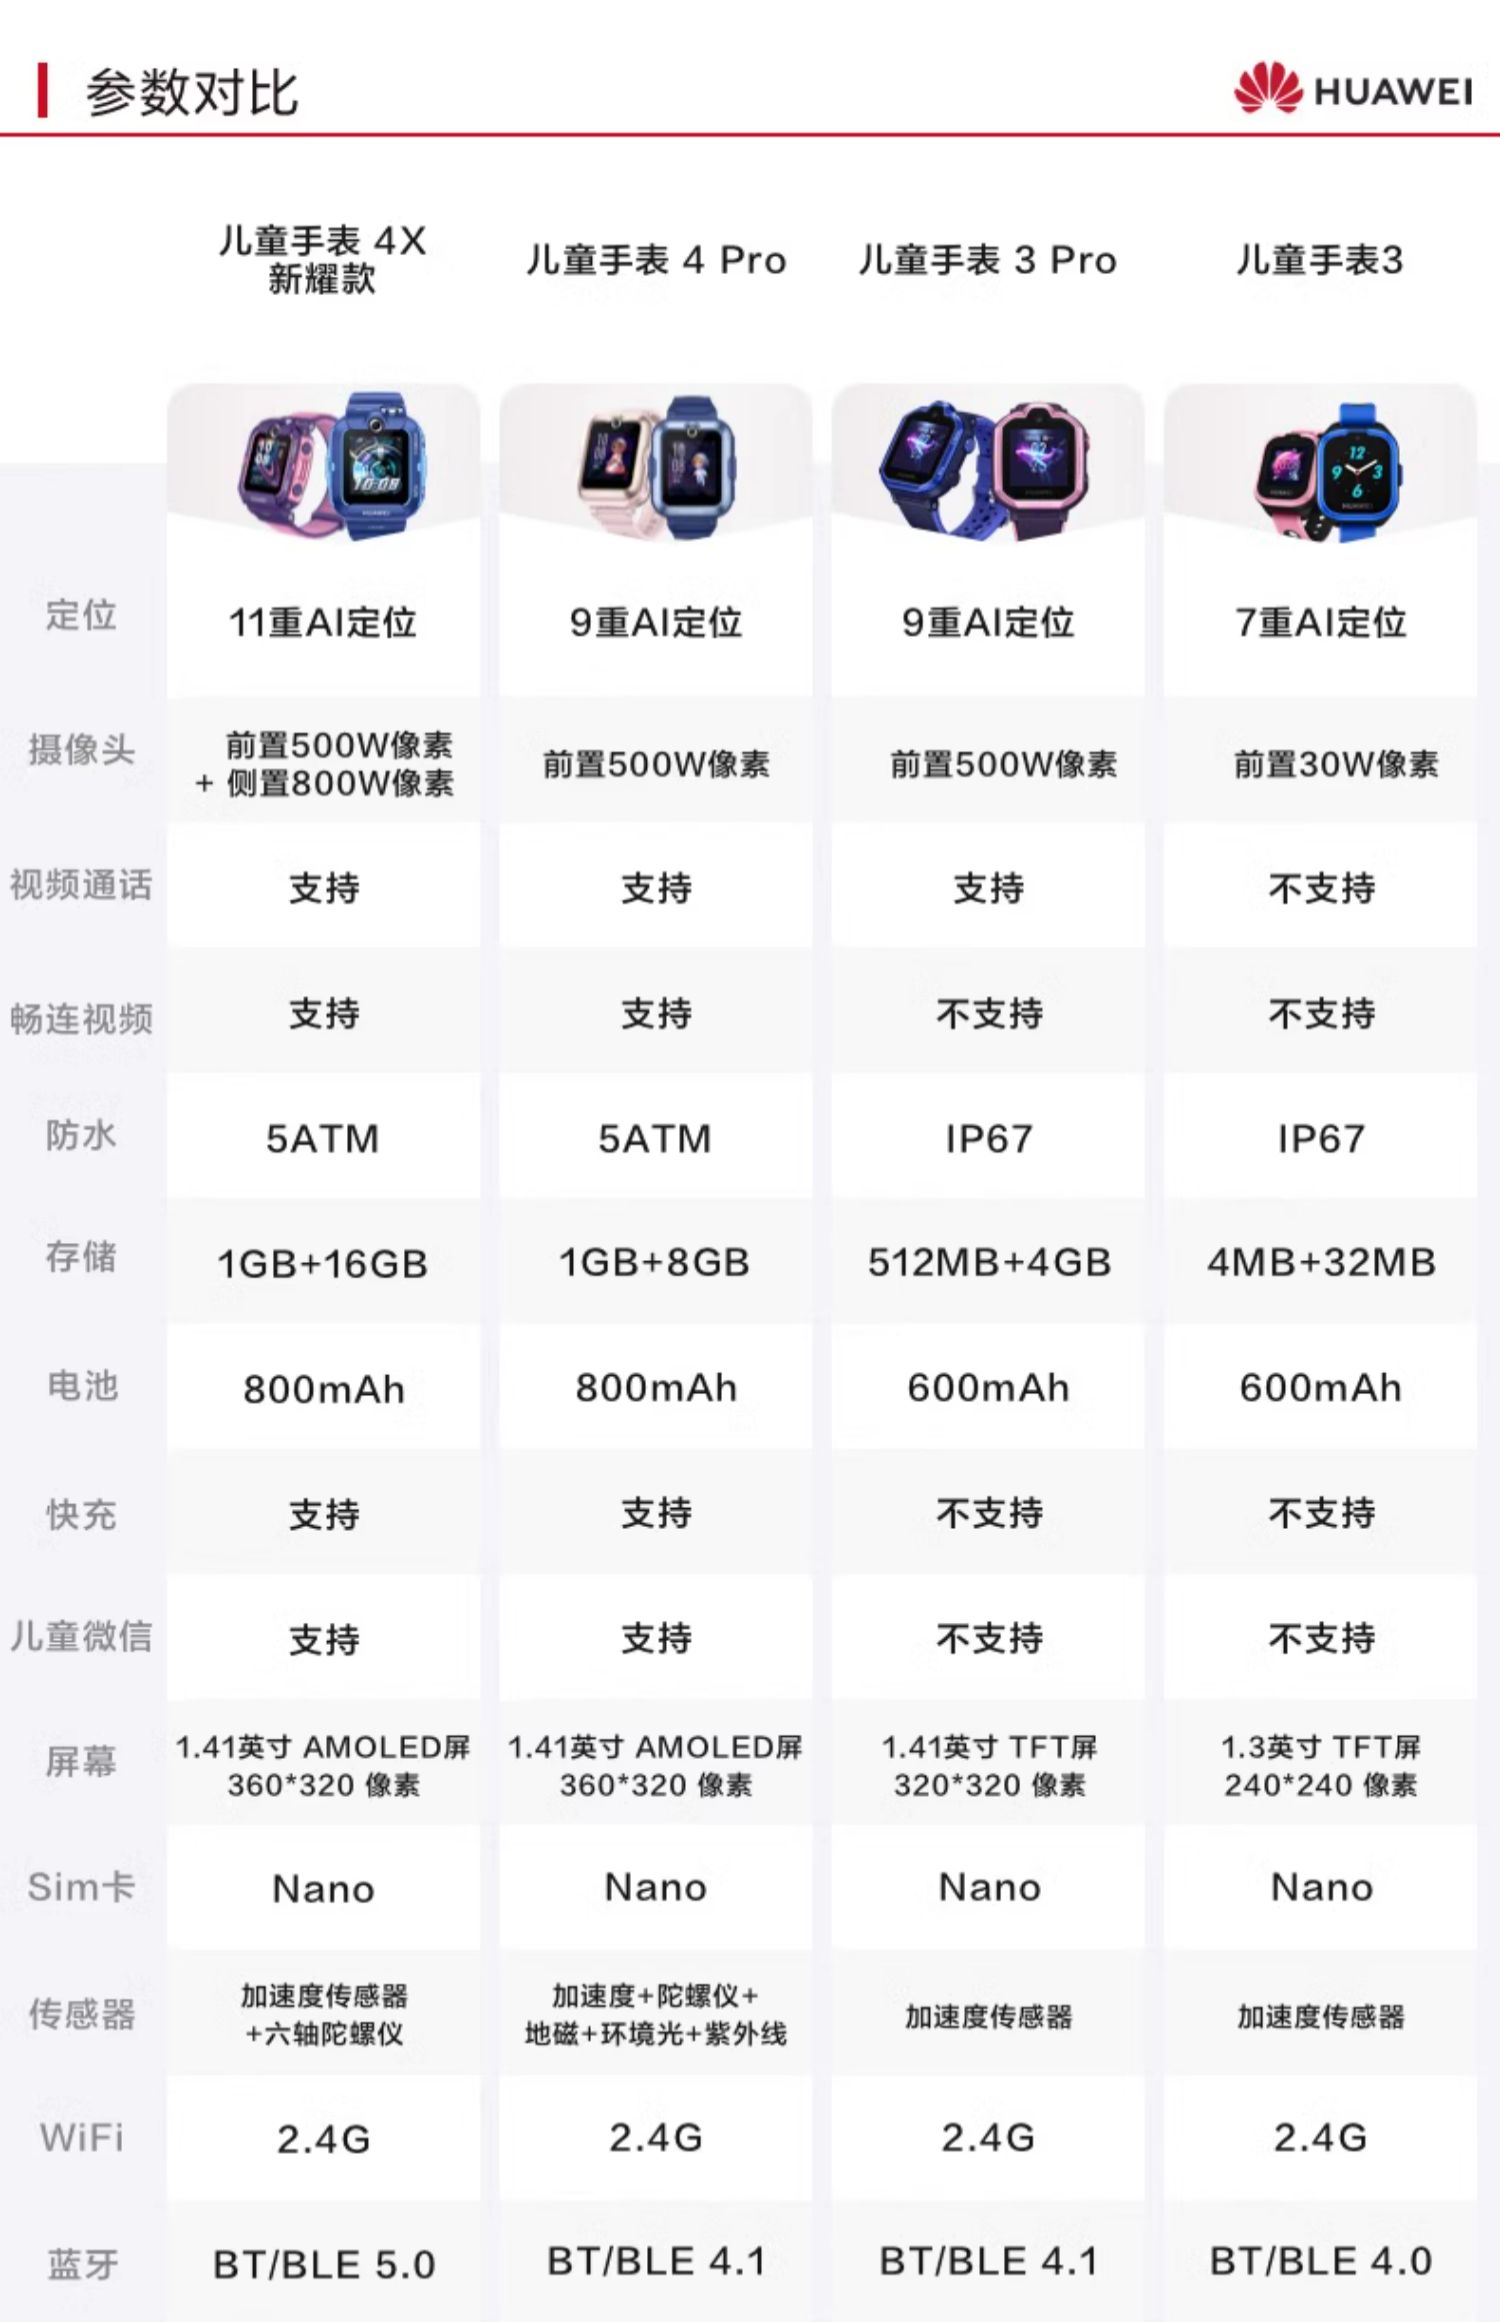 参数对比
HUAWEI
儿童手表 4X
新耀款
儿童手表 4 Pro
儿童手表 3 Pro
儿童手表3
定位
11重AI定位
9重AI定位
9重AI定位
7重AI定位
摄像头
前置500W像素
+ 侧置800W像素
前置500W像素
前置500W像素
前置30W像素
视频通话
支持
支持
支持
不支持
畅连视频
支持
支持
不支持
不支持
防水
5ATM
5ATM
IP67
IP67
存储
1GB+16GB
1GB+8GB
512MB+4GB
4MB+32MB
电池
800mAh
800mAh
600mAh
600mAh
快充
支持
支持
不支持
不支持
儿童微信
支持
支持
不支持
不支持
屏幕
1.41英寸 AMOLED屏
360*320 像素
1.41英寸 AMOLED屏
360*320 像素
1.41英寸 TFT屏
320*320 像素
1.3英寸 TFT屏
240*240 像素
Sim卡
Nano
Nano
Nano
Nano
传感器
加速度传感器
+六轴陀螺仪
加速度+陀螺仪+
地磁+环境光+紫外线
加速度传感器
加速度传感器
WiFi
2.4G
2.4G
2.4G
2.4G
蓝牙
BT/BLE 5.0
BT/BLE 4.1
BT/BLE 4.1
BT/BLE 4.0